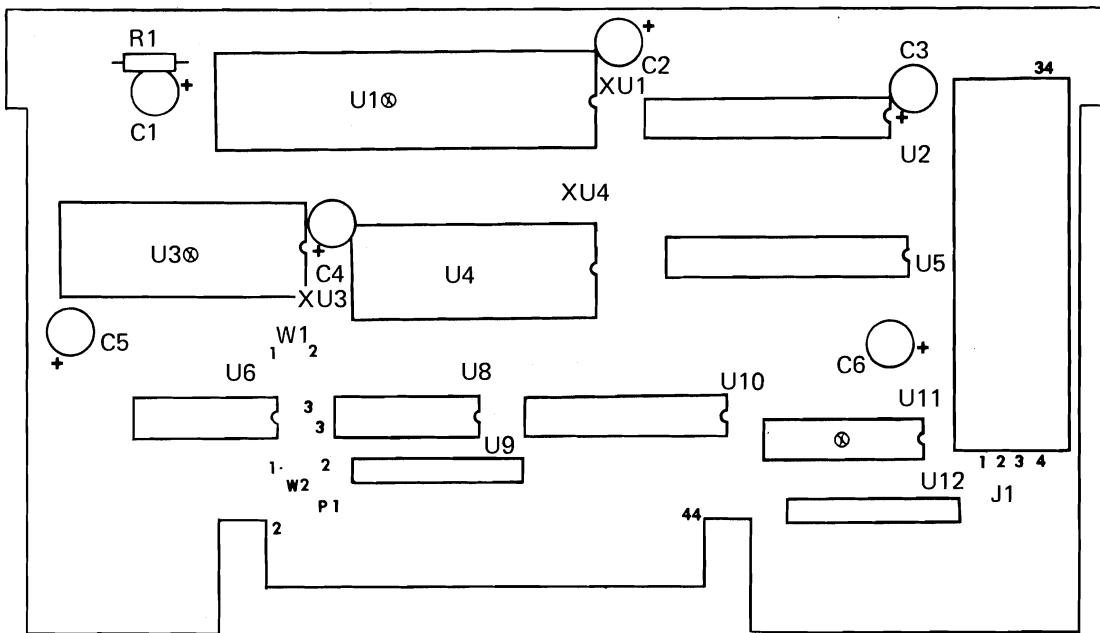 R1
+
C1
U1⊗
+
C2
XU1
C3
+
U2
34
XU4
U3⊗
+
C4
XU3
U4
U5
C5
+
W1
1 2
C6
+
U6
3
3
U8
U10
U11
⊗
U9
1- 2
W2
P1
1 2 3 4
J1
U12
2
44